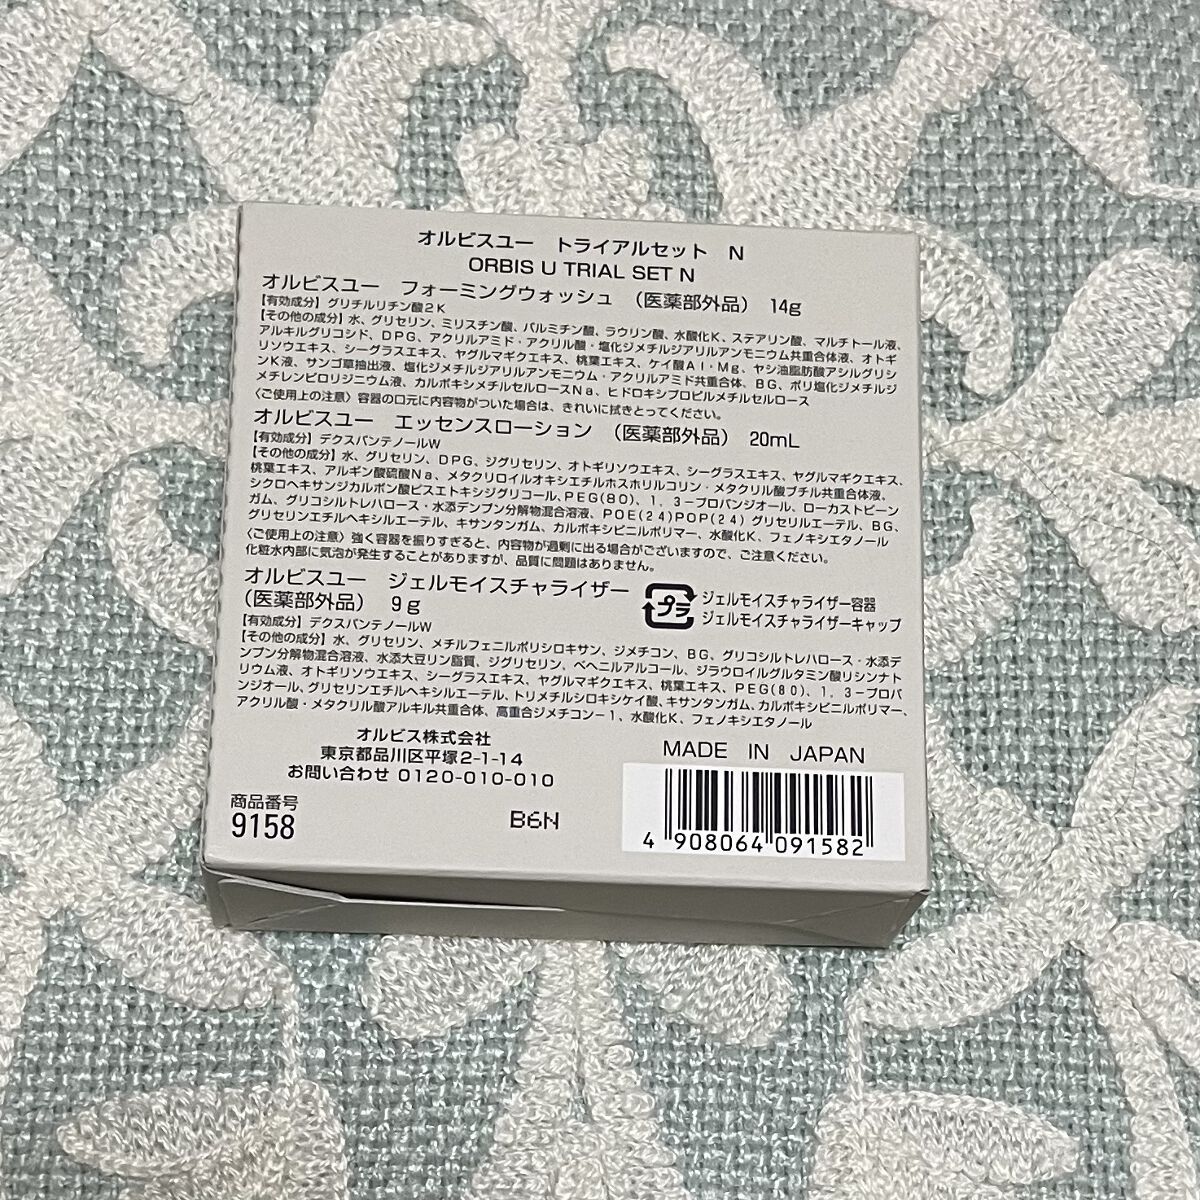 オルビスユー　トライアルセット　N
ORBIS U TRIAL SET N
オルビスユー　フォーミングウォッシュ　（医薬部外品）　14g
【有効成分】グリチルリチン酸2K
【その他の成分】水、グリセリン、ミリスチン酸、パルミチン酸、ラウリン酸、水酸化K、ステアリン酸、マルチトール液、
アルキルグリコシド、DPG、アクリルアミド・アクリル酸・塩化ジメチルジアリルアンモニウム共重合体液、オトギ
リソウエキス、シーグラスエキス、ヤグルマギクエキス、桃葉エキス、ケイ酸Al・Mg、ヤシ油脂肪酸アシルグリシ
ンK液、サンゴ草抽出液、塩化ジメチルジアリルアンモニウム・アクリルアミド共重合体、BG、ポリ塩化ジメチルジ
メチレンピロリジニウム液、カルボキシメチルセルロースNa、ヒドロキシプロピルメチルセルロース
〈ご使用上の注意〉容器の口元に内容物がついた場合は、きれいに拭きとってください。
オルビスユー　エッセンスローション　（医薬部外品）　20mL
【有効成分】デクスパンテノールW
【その他の成分】水、グリセリン、DPG、ジグリセリン、オトギリソウエキス、シーグラスエキス、ヤグルマギクエキス、
桃葉エキス、アルギン酸硫酸Na、メタクリロイルオキシエチルホスホリルコリン・メタクリル酸ブチル共重合体液、
シクロヘキサンジカルボン酸ビスエトキシジグリコール、PEG(80)、1，3－プロパンジオール、ローカストビーン
ガム、グリコシルトレハロース・水添デンプン分解物混合溶液、POE(24)POP(24)グリセリルエーテル、BG、
グリセリンエチルヘキシルエーテル、キサンタンガム、カルボキシビニルポリマー、水酸化K、フェノキシエタノール
〈ご使用上の注意〉強く容器を振りすぎると、内容物が過剰に出る場合がございますので、ご注意ください。
化粧水内部に気泡が発生することがありますが、品質に問題はありません。
オルビスユー　ジェルモイスチャライザー
（医薬部外品）　9g
プラ
ジェルモイスチャライザー容器
ジェルモイスチャライザーキャップ
【有効成分】デクスパンテノールW
【その他の成分】水、グリセリン、メチルフェニルポリシロキサン、ジメチコン、BG、グリコシルトレハロース・水添デ
ンプン分解物混合溶液、水添大豆リン脂質、ジグリセリン、ベヘニルアルコール、ジラウロイルグルタミン酸リシンナト
リウム液、オトギリソウエキス、シーグラスエキス、ヤグルマギクエキス、桃葉エキス、PEG(80)、1，3－プロパ
ンジオール、グリセリンエチルヘキシルエーテル、トリメチルシロキシケイ酸、キサンタンガム、カルボキシビニルポリマー、
アクリル酸・メタクリル酸アルキル共重合体、高重合ジメチコン－1、水酸化K、フェノキシエタノール
オルビス株式会社
東京都品川区平塚2-1-14
お問い合わせ 0120-010-010
MADE IN JAPAN
商品番号
9158
B6N
4 908064 091582